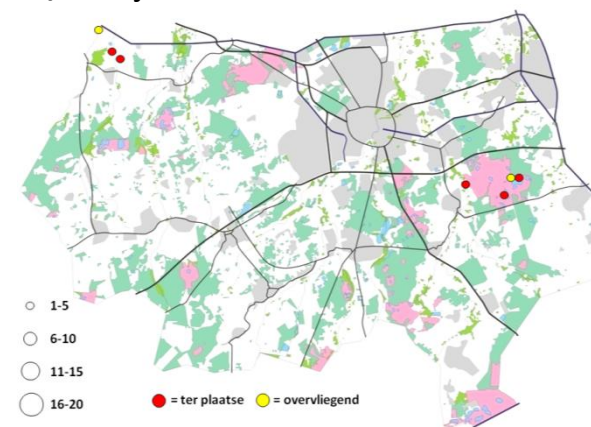 1-5
6-10
11-15
16-20
= ter plaatse
= overvliegend